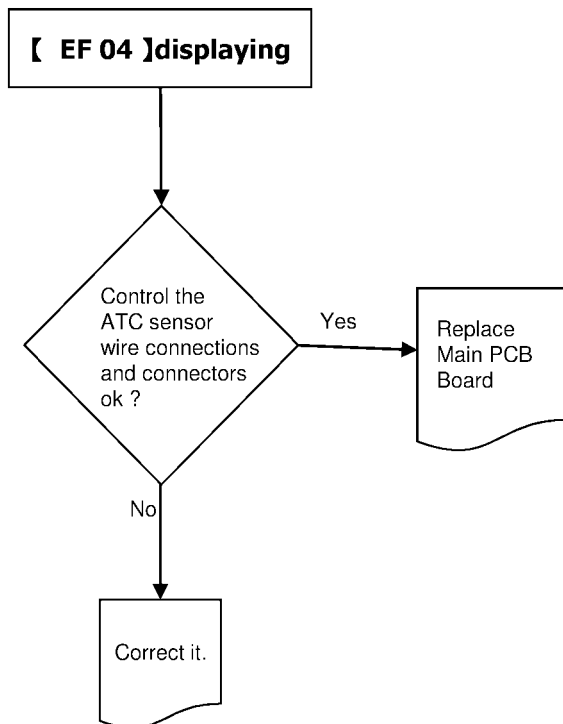 【 EF 04 】displaying
Control the
ATC sensor
wire connections
and connectors
ok ?
Yes
Replace
Main PCB
Board
No
Correct it.